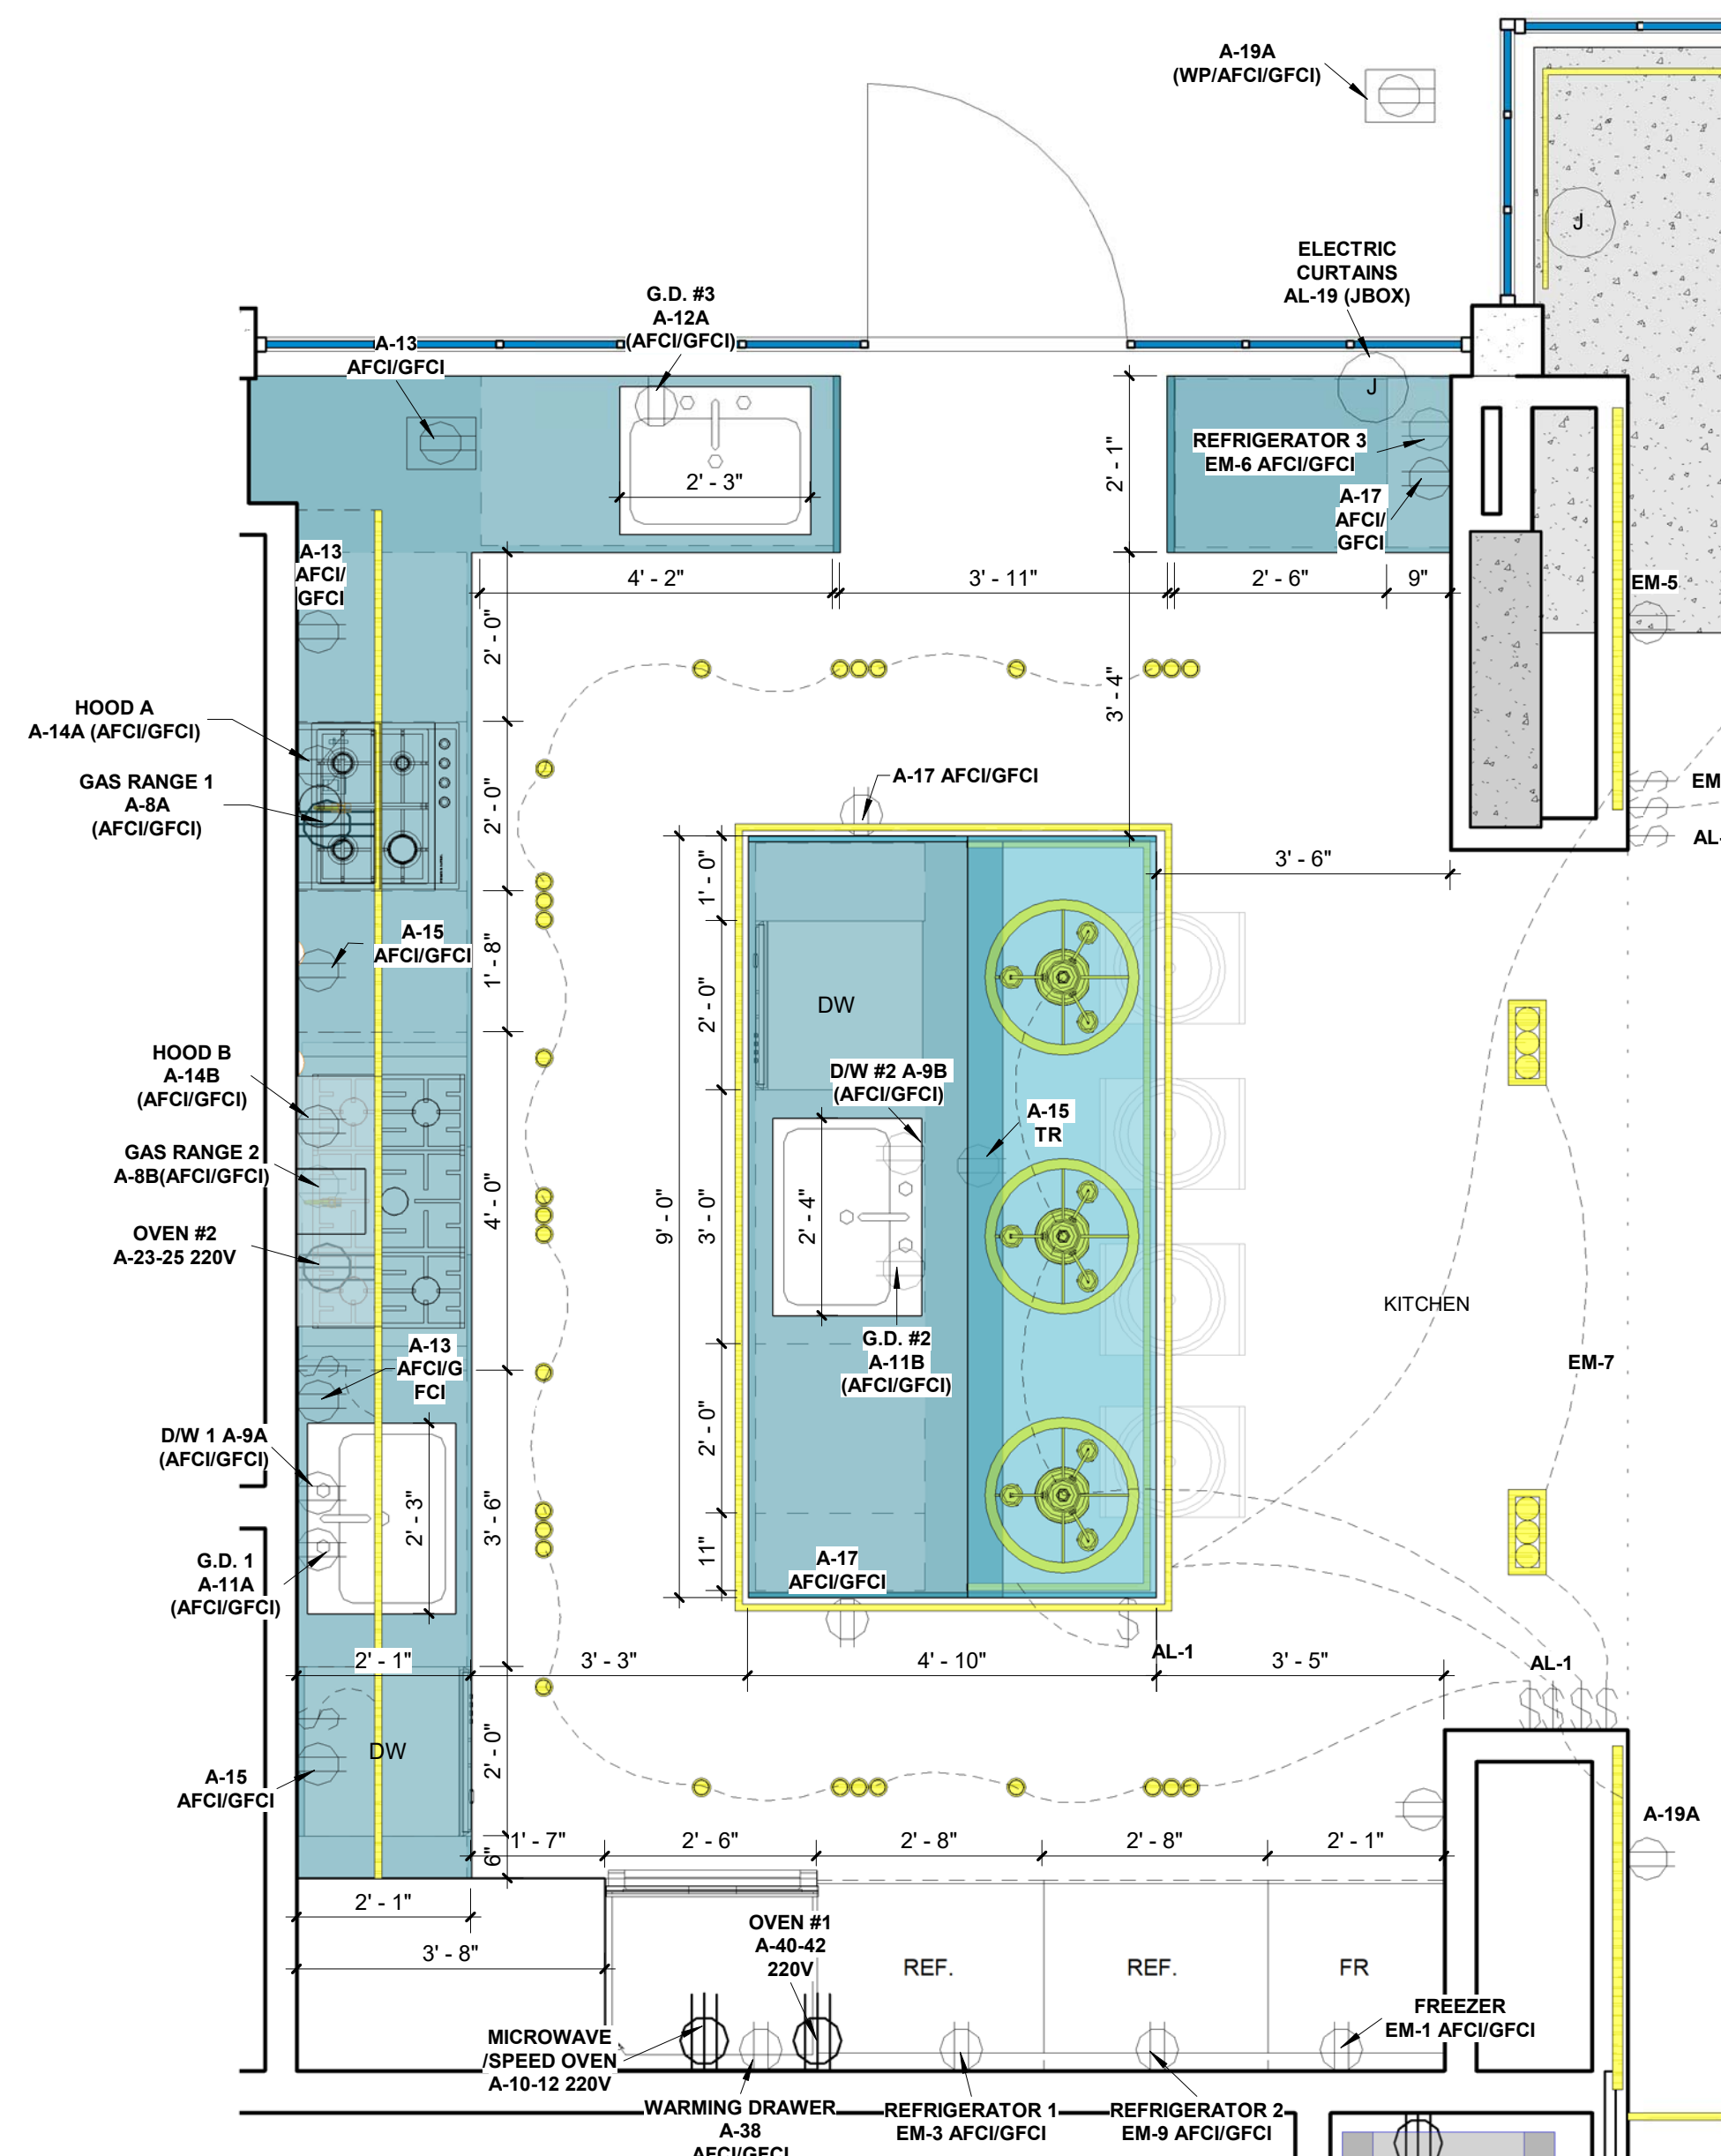 A-19A
(WP/AFCI/GFCI)
J
ELECTRIC
CURTAINS
AL-19 (JBOX)
G.D. #3
A-12A
(AFCI/GFCI)
A-13
AFCI/GFCI
J
2' - 3"
2' - 1"
REFRIGERATOR 3
EM-6 AFCI/GFCI
A-17
AFCI/
GFCI
A-13
AFCI/
GFCI
4' - 2"
3' - 11"
2' - 6"
9"
EM-5
2' - 0"
3' - 4"
HOOD A
A-14A (AFCI/GFCI)
GAS RANGE 1
A-8A
(AFCI/GFCI)
2' - 0"
A-17 AFCI/GFCI
EM
AL-
3' - 6"
1' - 0"
A-15
AFCI/GFCI
1' - 8"
2' - 0"
DW
HOOD B
A-14B
(AFCI/GFCI)
D/W #2 A-9B
(AFCI/GFCI)
A-15
TR
GAS RANGE 2
A-8B(AFCI/GFCI)
4' - 0"
9' - 0"
3' - 0"
2' - 4"
OVEN #2
A-23-25 220V
KITCHEN
G.D. #2
A-11B
(AFCI/GFCI)
A-13
AFCI/G
FCI
EM-7
D/W 1 A-9A
(AFCI/GFCI)
2' - 0"
2' - 3"
3' - 6"
11"
G.D. 1
A-11A
(AFCI/GFCI)
A-17
AFCI/GFCI
2' - 1"
3' - 3"
4' - 10"
AL-1
3' - 5"
AL-1
$ $ $ $
2' - 0"
DW
A-15
AFCI/GFCI
A-19A
6"
1' - 7"
2' - 6"
2' - 8"
2' - 8"
2' - 1"
2' - 1"
3' - 8"
OVEN #1
A-40-42
220V
REF.
REF.
FR
FREEZER
EM-1 AFCI/GFCI
MICROWAVE
/SPEED OVEN
A-10-12 220V
WARMING DRAWER
A-38
AFCI/GFCI
REFRIGERATOR 1
EM-3 AFCI/GFCI
REFRIGERATOR 2
EM-9 AFCI/GFCI